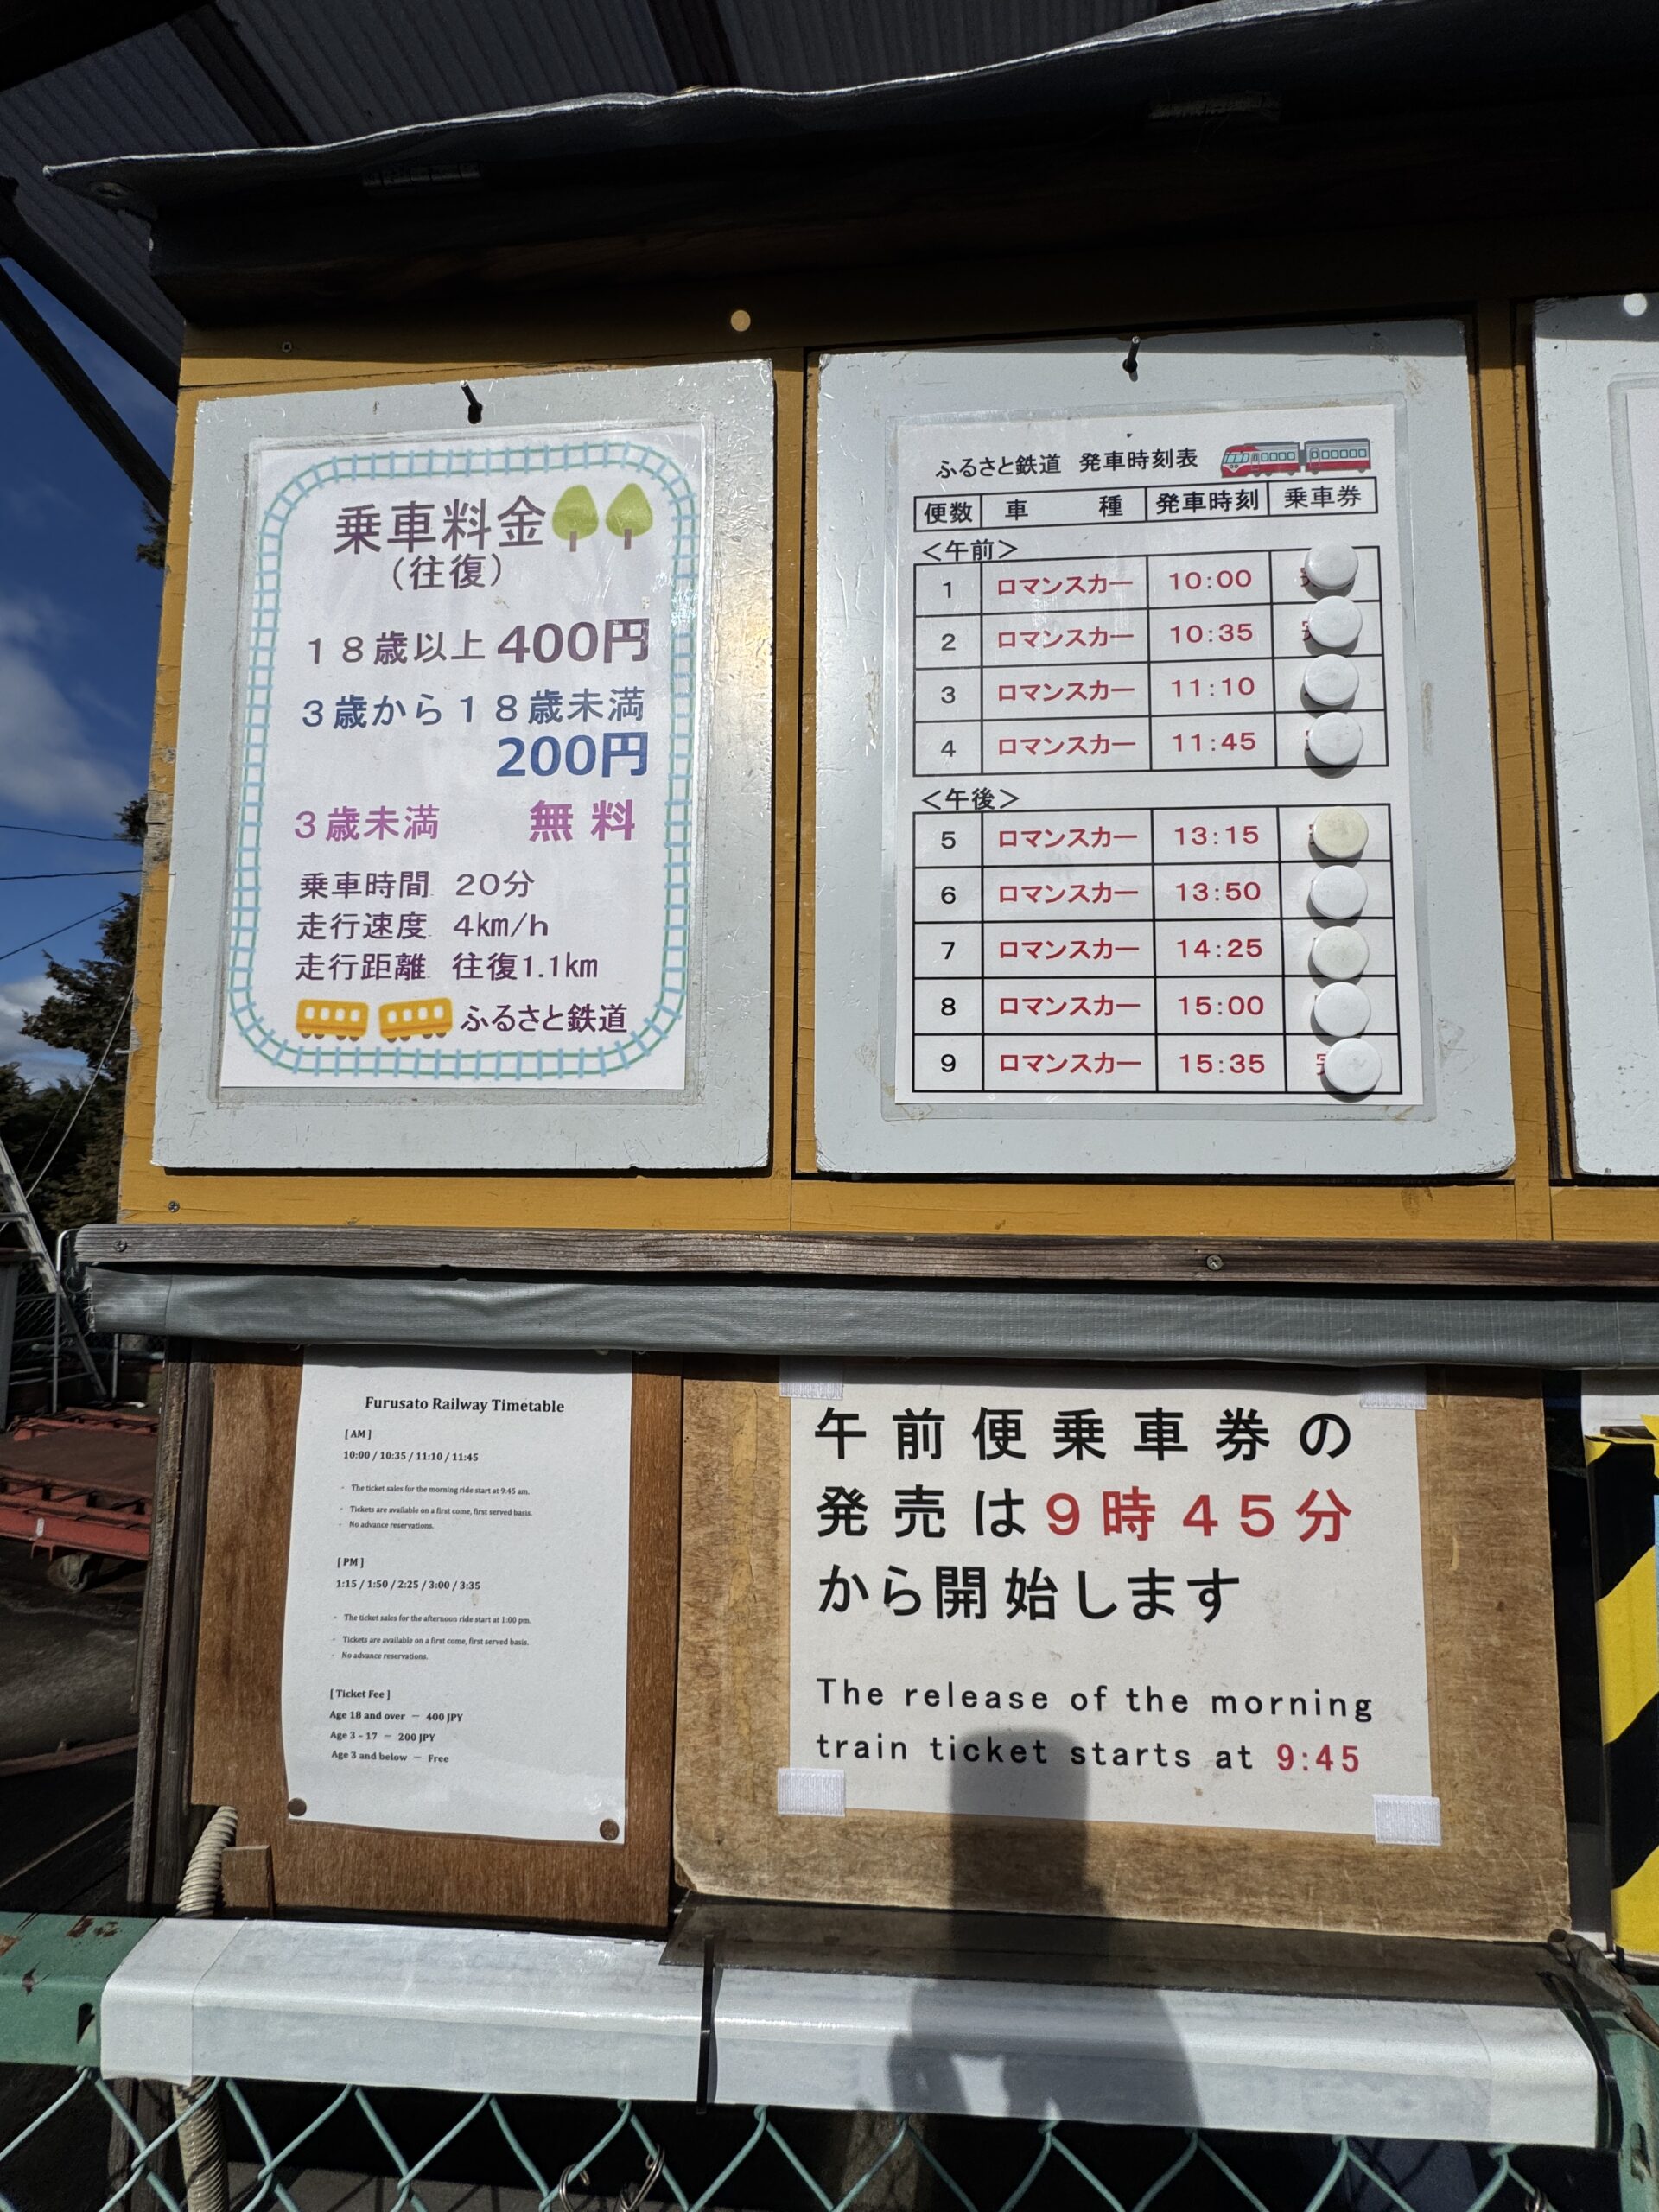 乗車料金
（往復）
１８歳以上 400円
３歳から１８歳未満
200円
３歳未満 無料
乗車時間 20分
走行速度 4km/h
走行距離 往復1.1km
ふるさと鉄道
ふるさと鉄道 発車時刻表
便数 車種 発車時刻 乗車券
＜午前＞
1 ロマンスカー 10:00
2 ロマンスカー 10:35
3 ロマンスカー 11:10
4 ロマンスカー 11:45
＜午後＞
5 ロマンスカー 13:15
6 ロマンスカー 13:50
7 ロマンスカー 14:25
8 ロマンスカー 15:00
9 ロマンスカー 15:35
Furusato Railway Timetable
[ AM ]
10:00 / 10:35 / 11:10 / 11:45
- The ticket sales for the morning ride start at 9:45 am.
- Tickets are available on a first come, first served basis.
- No advance reservations.
[ PM ]
1:15 / 1:50 / 2:25 / 3:00 / 3:35
- The ticket sales for the afternoon ride start at 1:00 pm.
- Tickets are available on a first come, first served basis.
- No advance reservations.
[ Ticket Fee ]
Age 18 and over － 400 JPY
Age 3 - 17 － 200 JPY
Age 3 and below － Free
午前便乗車券の
発売は９時４５分
から開始します
The release of the morning
train ticket starts at 9:45